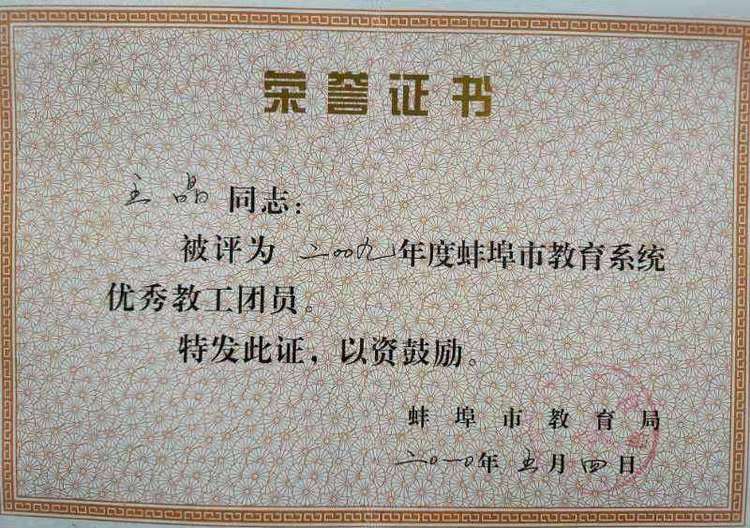 荣誉证书
王晶同志：
被评为二〇〇九年度蚌埠市教育系统
优秀教工团员。
特发此证，以资鼓励。
蚌埠市教育局
二〇一〇年五月四日